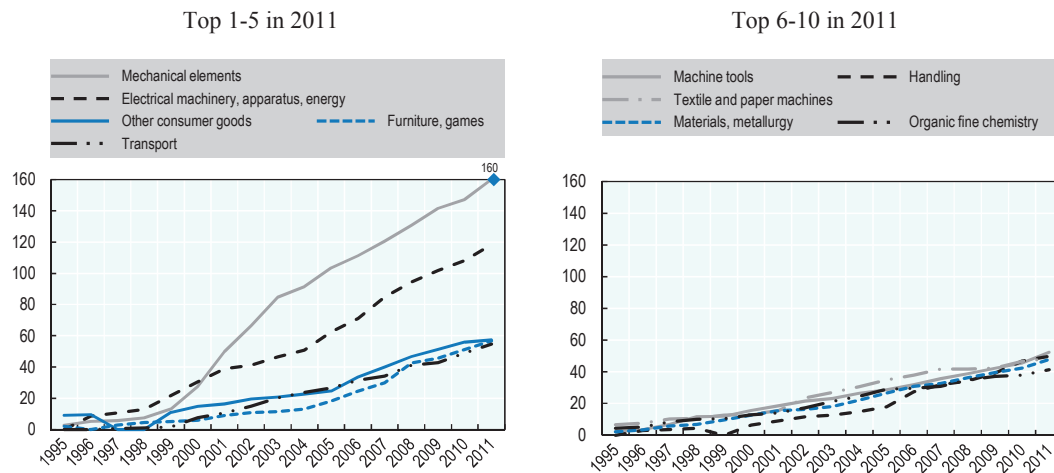 Top 1-5 in 2011
Mechanical elements
Electrical machinery, apparatus, energy
Other consumer goods Furniture, games
Transport
160
160
140
120
100
80
60
40
20
0
1995 1996 1997 1998 1999 2000 2001 2002 2003 2004 2005 2006 2007 2008 2009 2010 2011
Top 6-10 in 2011
Machine tools Handling
Textile and paper machines
Materials, metallurgy Organic fine chemistry
160
140
120
100
80
60
40
20
0
1995 1996 1997 1998 1999 2000 2001 2002 2003 2004 2005 2006 2007 2008 2009 2010 2011